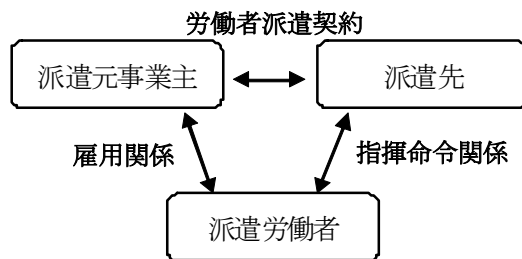 労働者派遣契約
派遣元事業主
派遣先
雇用関係
指揮命令関係
派遣労働者